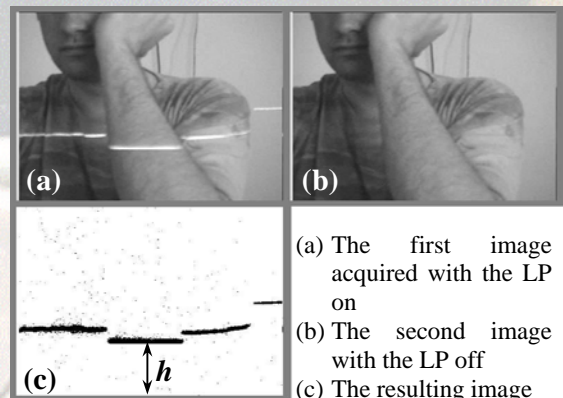 (a)
(b)
(c)
h
(a) The first image
acquired with the LP
on
(b) The second image
with the LP off
(c) The resulting image